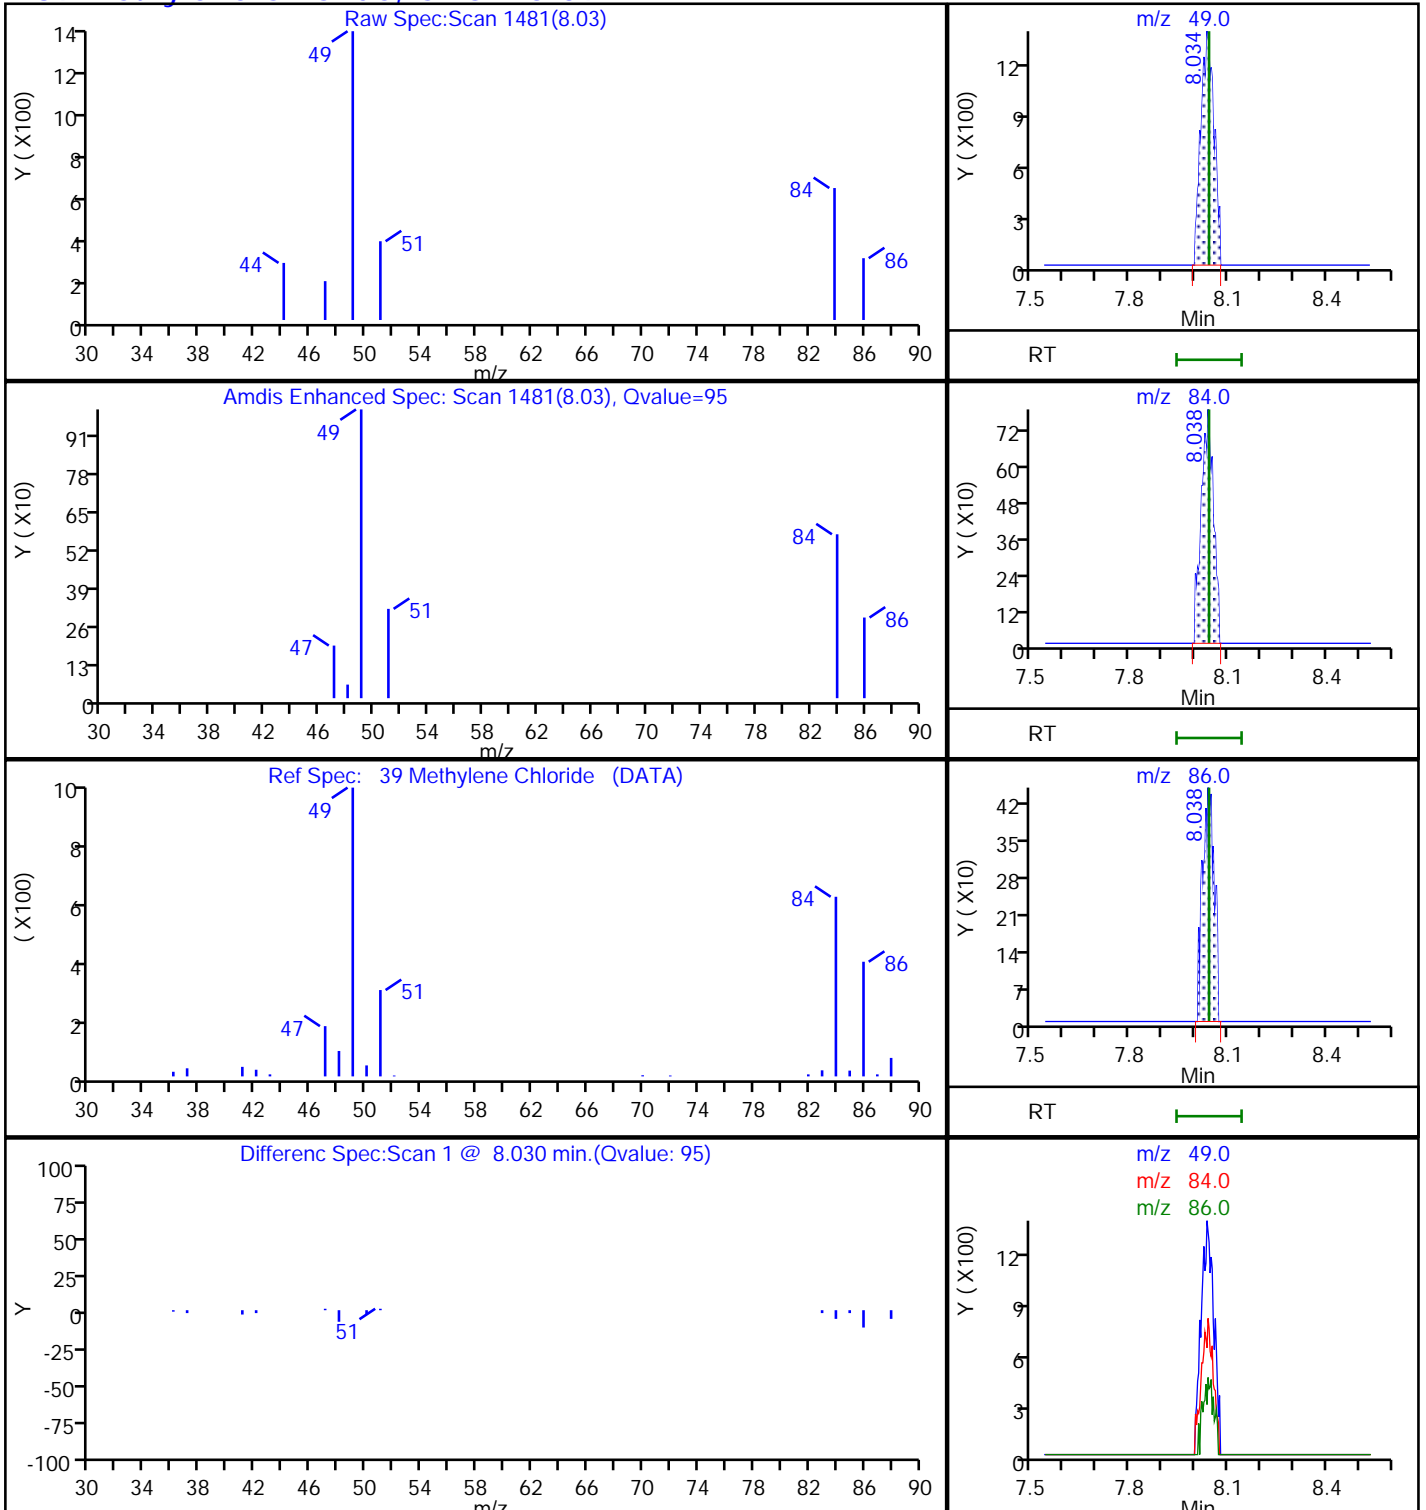 Raw Spec:Scan 1481(8.03)
Y ( X100)
14
12
10
8
6
4
2
0
49
44
51
84
86
30 34 38 42 46 50 54 58 62 66 70 74 78 82 86 90
m/z
m/z 49.0
Y ( X100)
12
9
6
3
0
8.034
7.5 7.8 8.1 8.4
Min
RT
Amdis Enhanced Spec: Scan 1481(8.03), Qvalue=95
Y ( X10)
91
78
65
52
39
26
13
0
49
47
51
84
86
30 34 38 42 46 50 54 58 62 66 70 74 78 82 86 90
m/z
m/z 84.0
Y ( X10)
72
60
48
36
24
12
0
8.038
7.5 7.8 8.1 8.4
Min
RT
Ref Spec: 39 Methylene Chloride (DATA)
( X100)
10
8
6
4
2
0
49
47
51
84
86
30 34 38 42 46 50 54 58 62 66 70 74 78 82 86 90
m/z 86.0
Y ( X10)
42
35
28
21
14
7
0
8.038
7.5 7.8 8.1 8.4
Min
RT
Differenc Spec:Scan 1 @ 8.030 min.(Qvalue: 95)
Y
100
75
50
25
0
-25
-50
-75
-100
51
30 34 38 42 46 50 54 58 62 66 70 74 78 82 86 90
m/z
m/z 49.0
m/z 84.0
m/z 86.0
Y ( X100)
12
9
6
3
0
7.5 7.8 8.1 8.4
Min